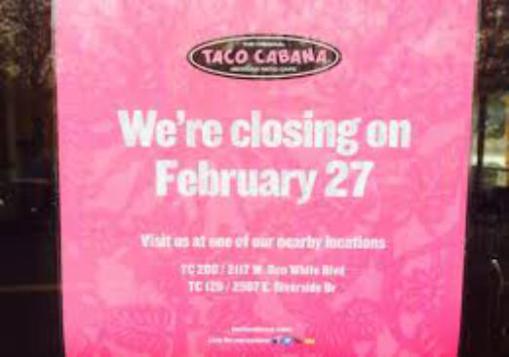 TACO CABANA
We're closing on
February 27
Visit us at one of our nearby locations
TC 200 / 2117 W. Ben White Blvd
TC 129 / 2507 E. Riverside Dr